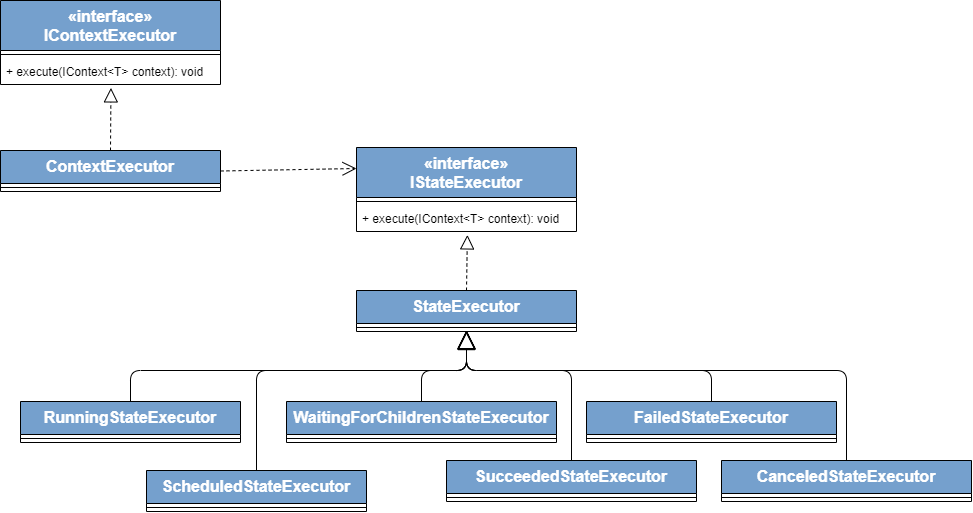 «interface»
IContextExecutor
+ execute(IContext<T> context): void
ContextExecutor
«interface»
IStateExecutor
+ execute(IContext<T> context): void
StateExecutor
RunningStateExecutor
WaitingForChildrenStateExecutor
FailedStateExecutor
ScheduledStateExecutor
SucceededStateExecutor
CanceledStateExecutor